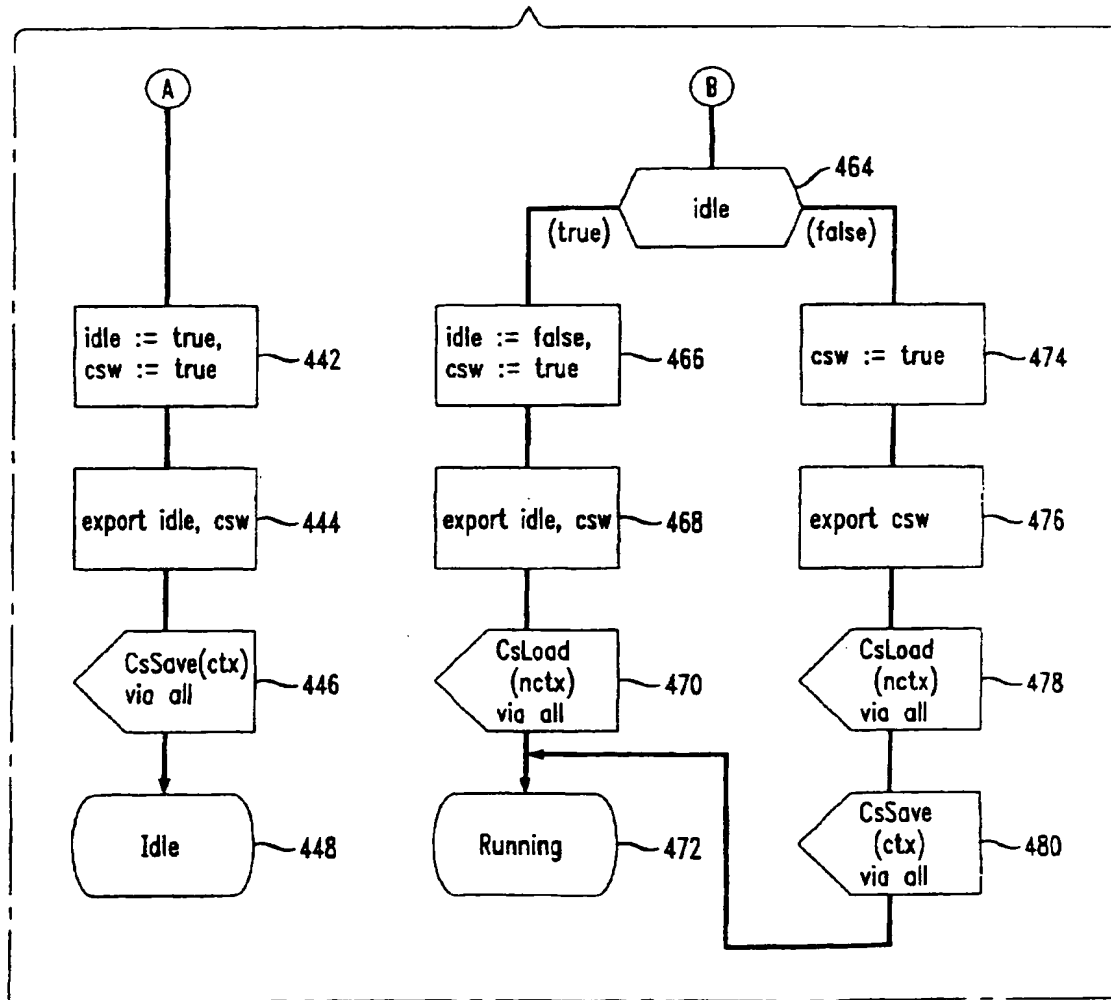 A
B
464
idle
(true)
(false)
idle := true,
csw := true
442
idle := false,
csw := true
466
csw := true
474
export idle, csw
444
export idle, csw
468
export csw
476
CsSave(ctx)
via all
446
CsLoad
(nctx)
via all
470
CsLoad
(nctx)
via all
478
Idle
448
Running
472
CsSave
(ctx)
via all
480